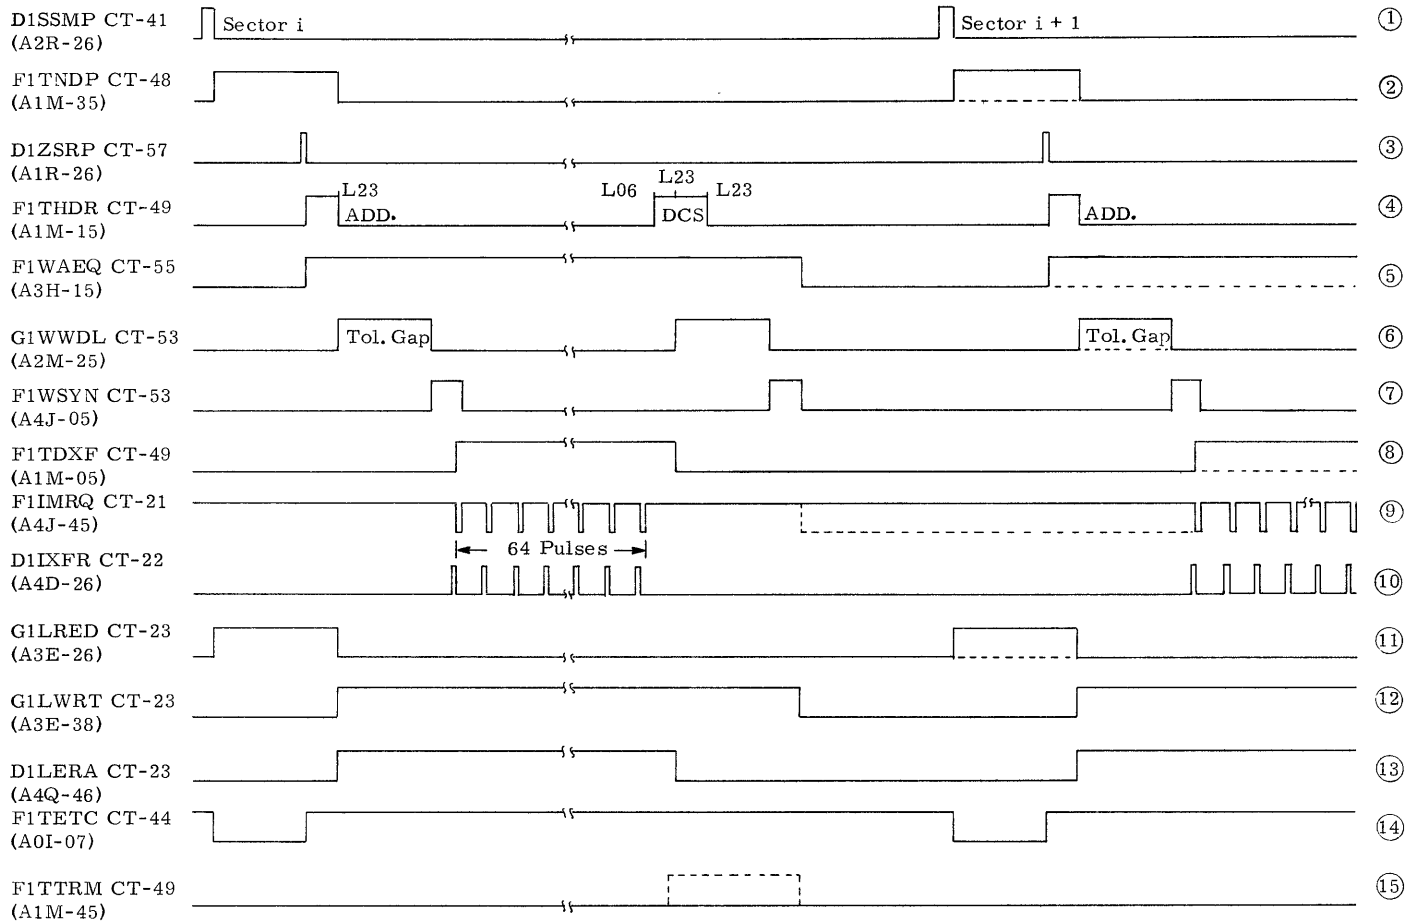 D1SSMP CT-41
(A2R-26)
Sector i
Sector i + 1
①
F1TNDP CT-48
(A1M-35)
②
D1ZSRP CT-57
(A1R-26)
③
F1THDR CT-49
(A1M-15)
L23
ADD.
L06
L23
L23
DCS
ADD.
④
F1WAEQ CT-55
(A3H-15)
⑤
G1WWDL CT-53
(A2M-25)
Tol. Gap
Tol. Gap
⑥
F1WSYN CT-53
(A4J-05)
⑦
F1TDXF CT-49
(A1M-05)
⑧
F1IMRQ CT-21
(A4J-45)
⑨
64 Pulses
D1IXFR CT-22
(A4D-26)
⑩
G1LRED CT-23
(A3E-26)
⑪
G1LWRT CT-23
(A3E-38)
⑫
D1LERA CT-23
(A4Q-46)
⑬
F1TETC CT-44
(A0I-07)
⑭
F1TTRM CT-49
(A1M-45)
⑮